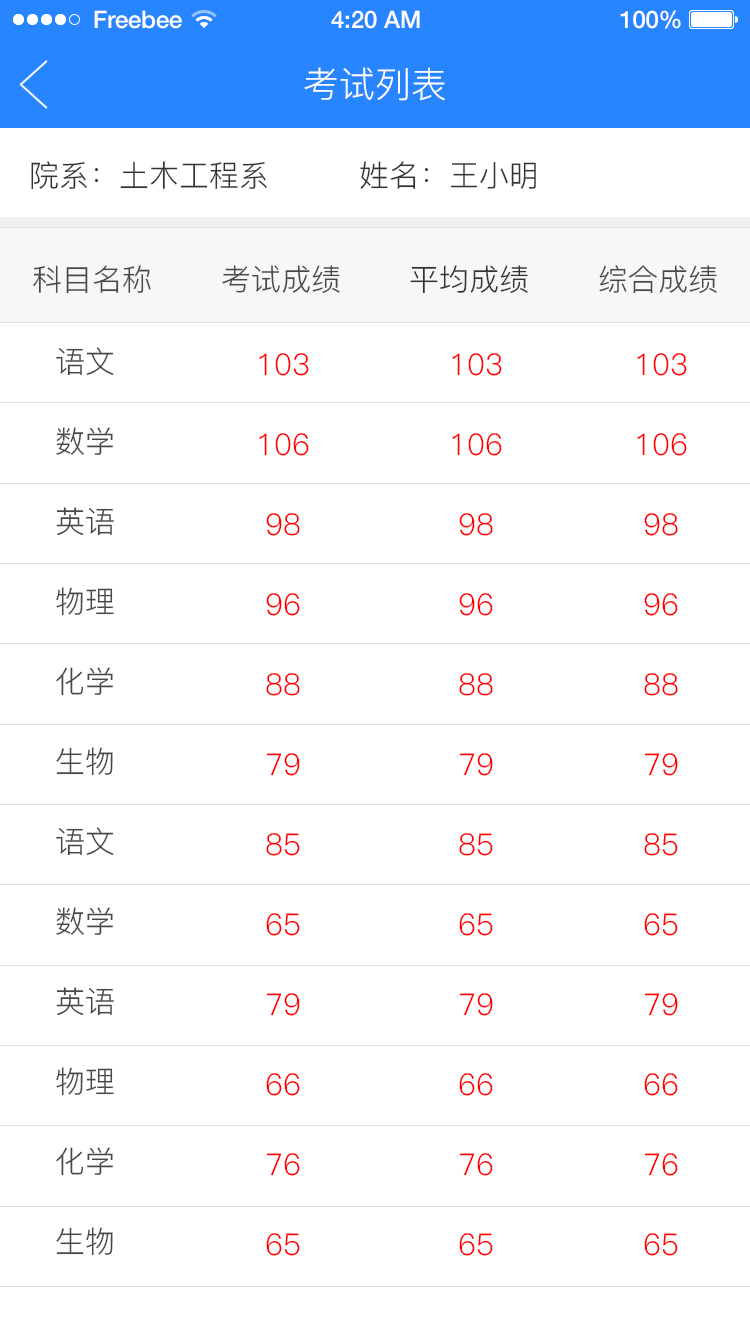 Freebee 4:20 AM 100%
考试列表
院系：土木工程系 姓名：王小明
科目名称 考试成绩 平均成绩 综合成绩
语文 103 103 103
数学 106 106 106
英语 98 98 98
物理 96 96 96
化学 88 88 88
生物 79 79 79
语文 85 85 85
数学 65 65 65
英语 79 79 79
物理 66 66 66
化学 76 76 76
生物 65 65 65